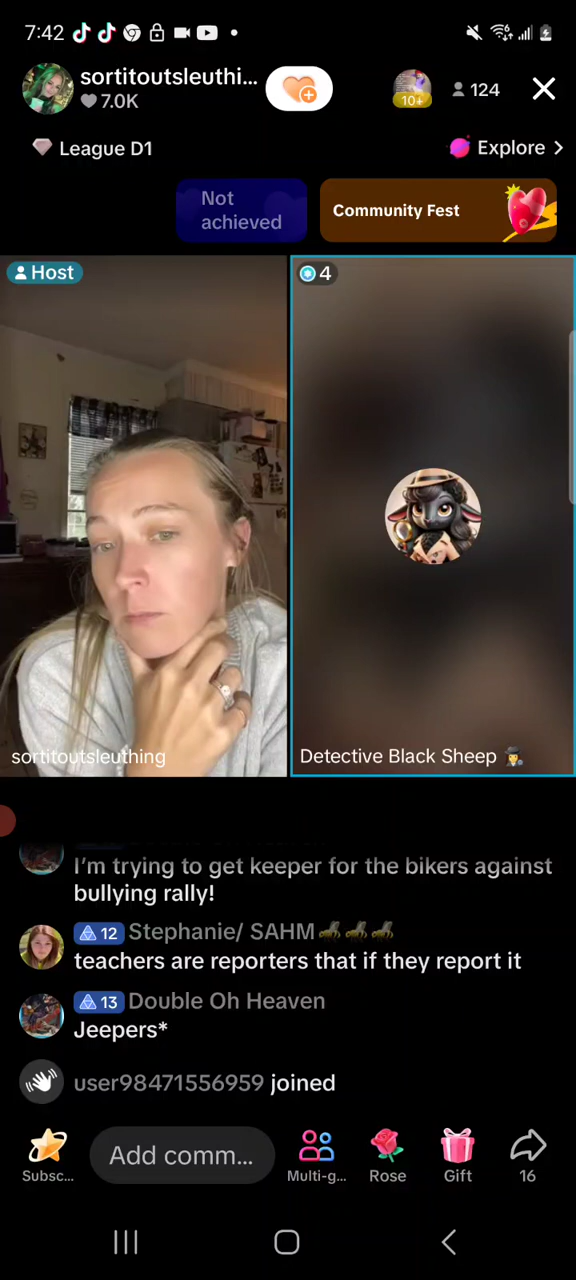 7:42
sortitoutsleuthi...
7.0K
10+
124
League D1
Explore >
Not
achieved
Community Fest
Host
4
sortitoutsleuthing
Detective Black Sheep
I'm trying to get keeper for the bikers against
bullying rally!
12 Stephanie/ SAHM
teachers are reporters that if they report it
13 Double Oh Heaven
Jeepers*
user98471556959 joined
Subsc...
Add comm...
Multi-g...
Rose
Gift
16